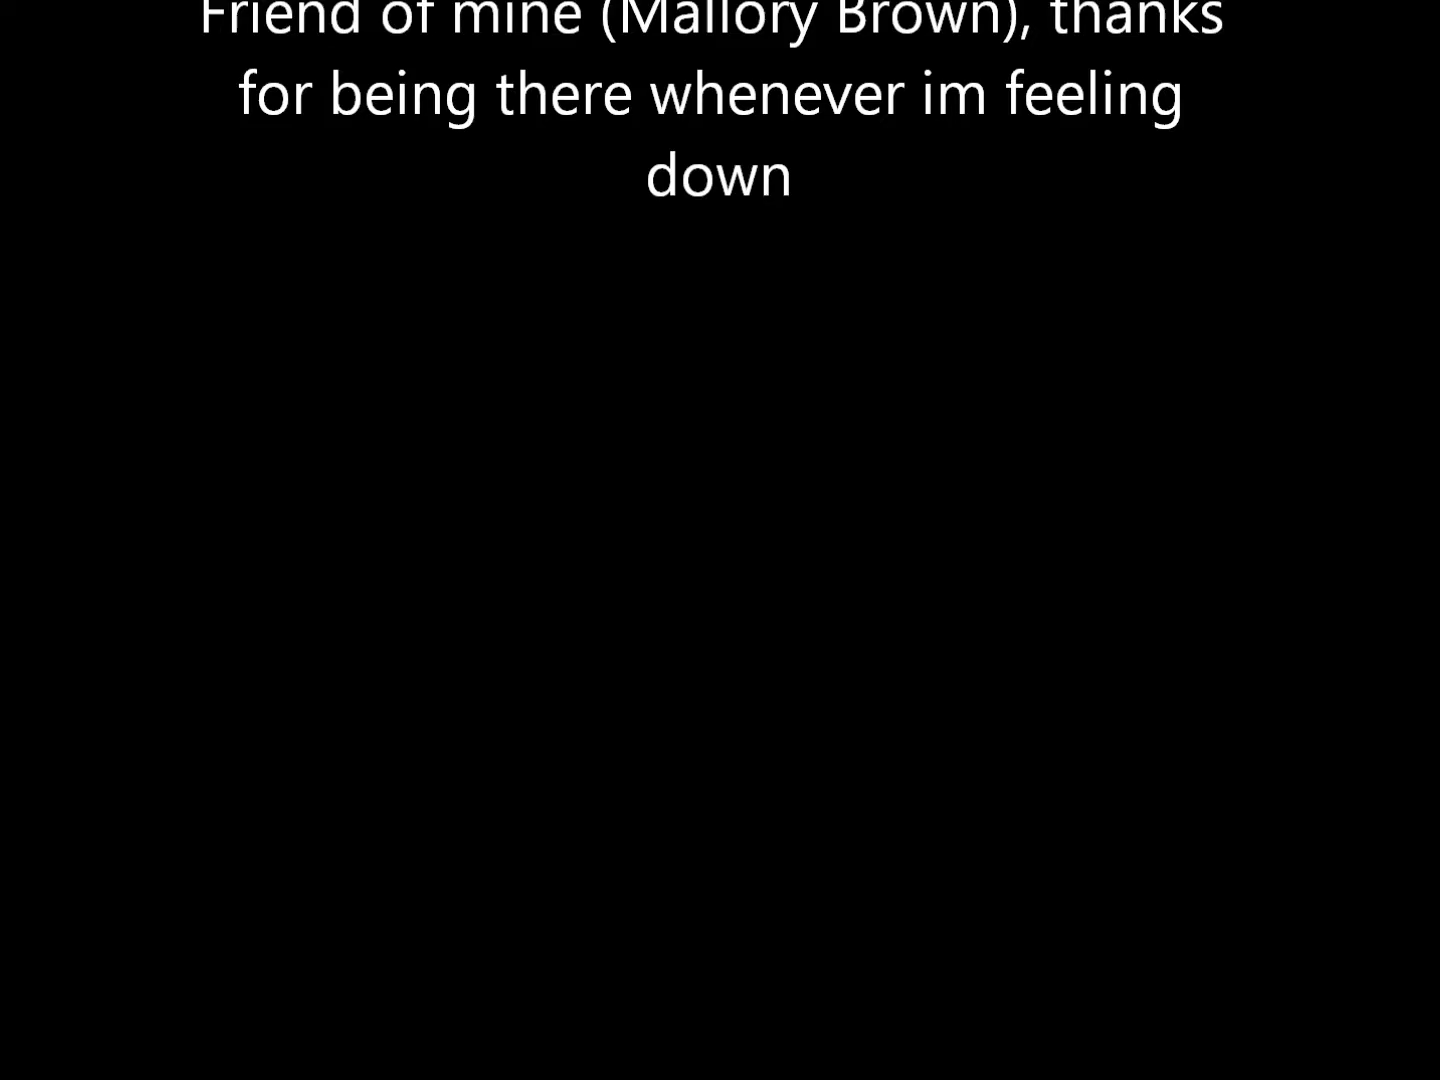 Friend of mine (Mallory Brown), thanks
for being there whenever im feeling
down